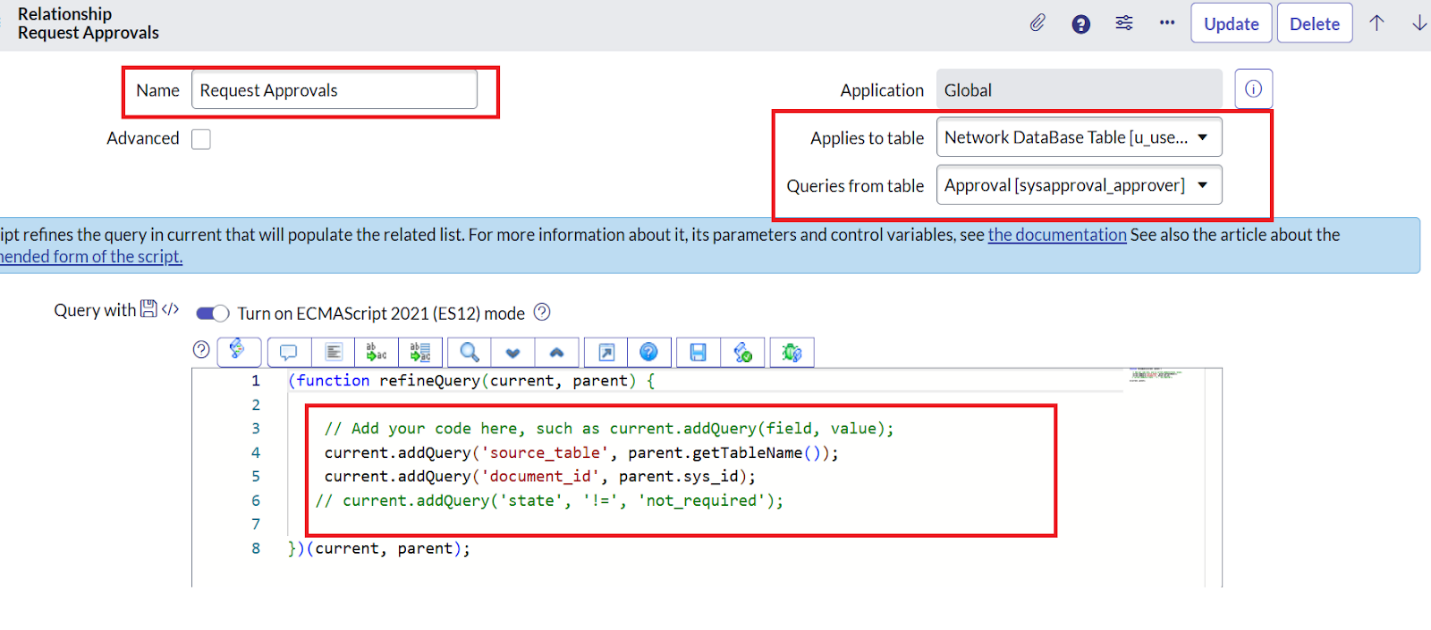 Relationship
Request Approvals
Update
Delete
Name
Request Approvals
Application
Global
Advanced
Applies to table
Network DataBase Table [u_use...
Queries from table
Approval [sysapproval_approver]
ipt refines the query in current that will populate the related list. For more information about it, its parameters and control variables, see the documentation See also the article about the
nended form of the script.
Query with
Turn on ECMAScript 2021 (ES12) mode
1 (function refineQuery(current, parent) {
2
3 // Add your code here, such as current.addQuery(field, value);
4 current.addQuery('source_table', parent.getTableName());
5 current.addQuery('document_id', parent.sys_id);
6 // current.addQuery('state', '!=', 'not_required');
7
8 })(current, parent);